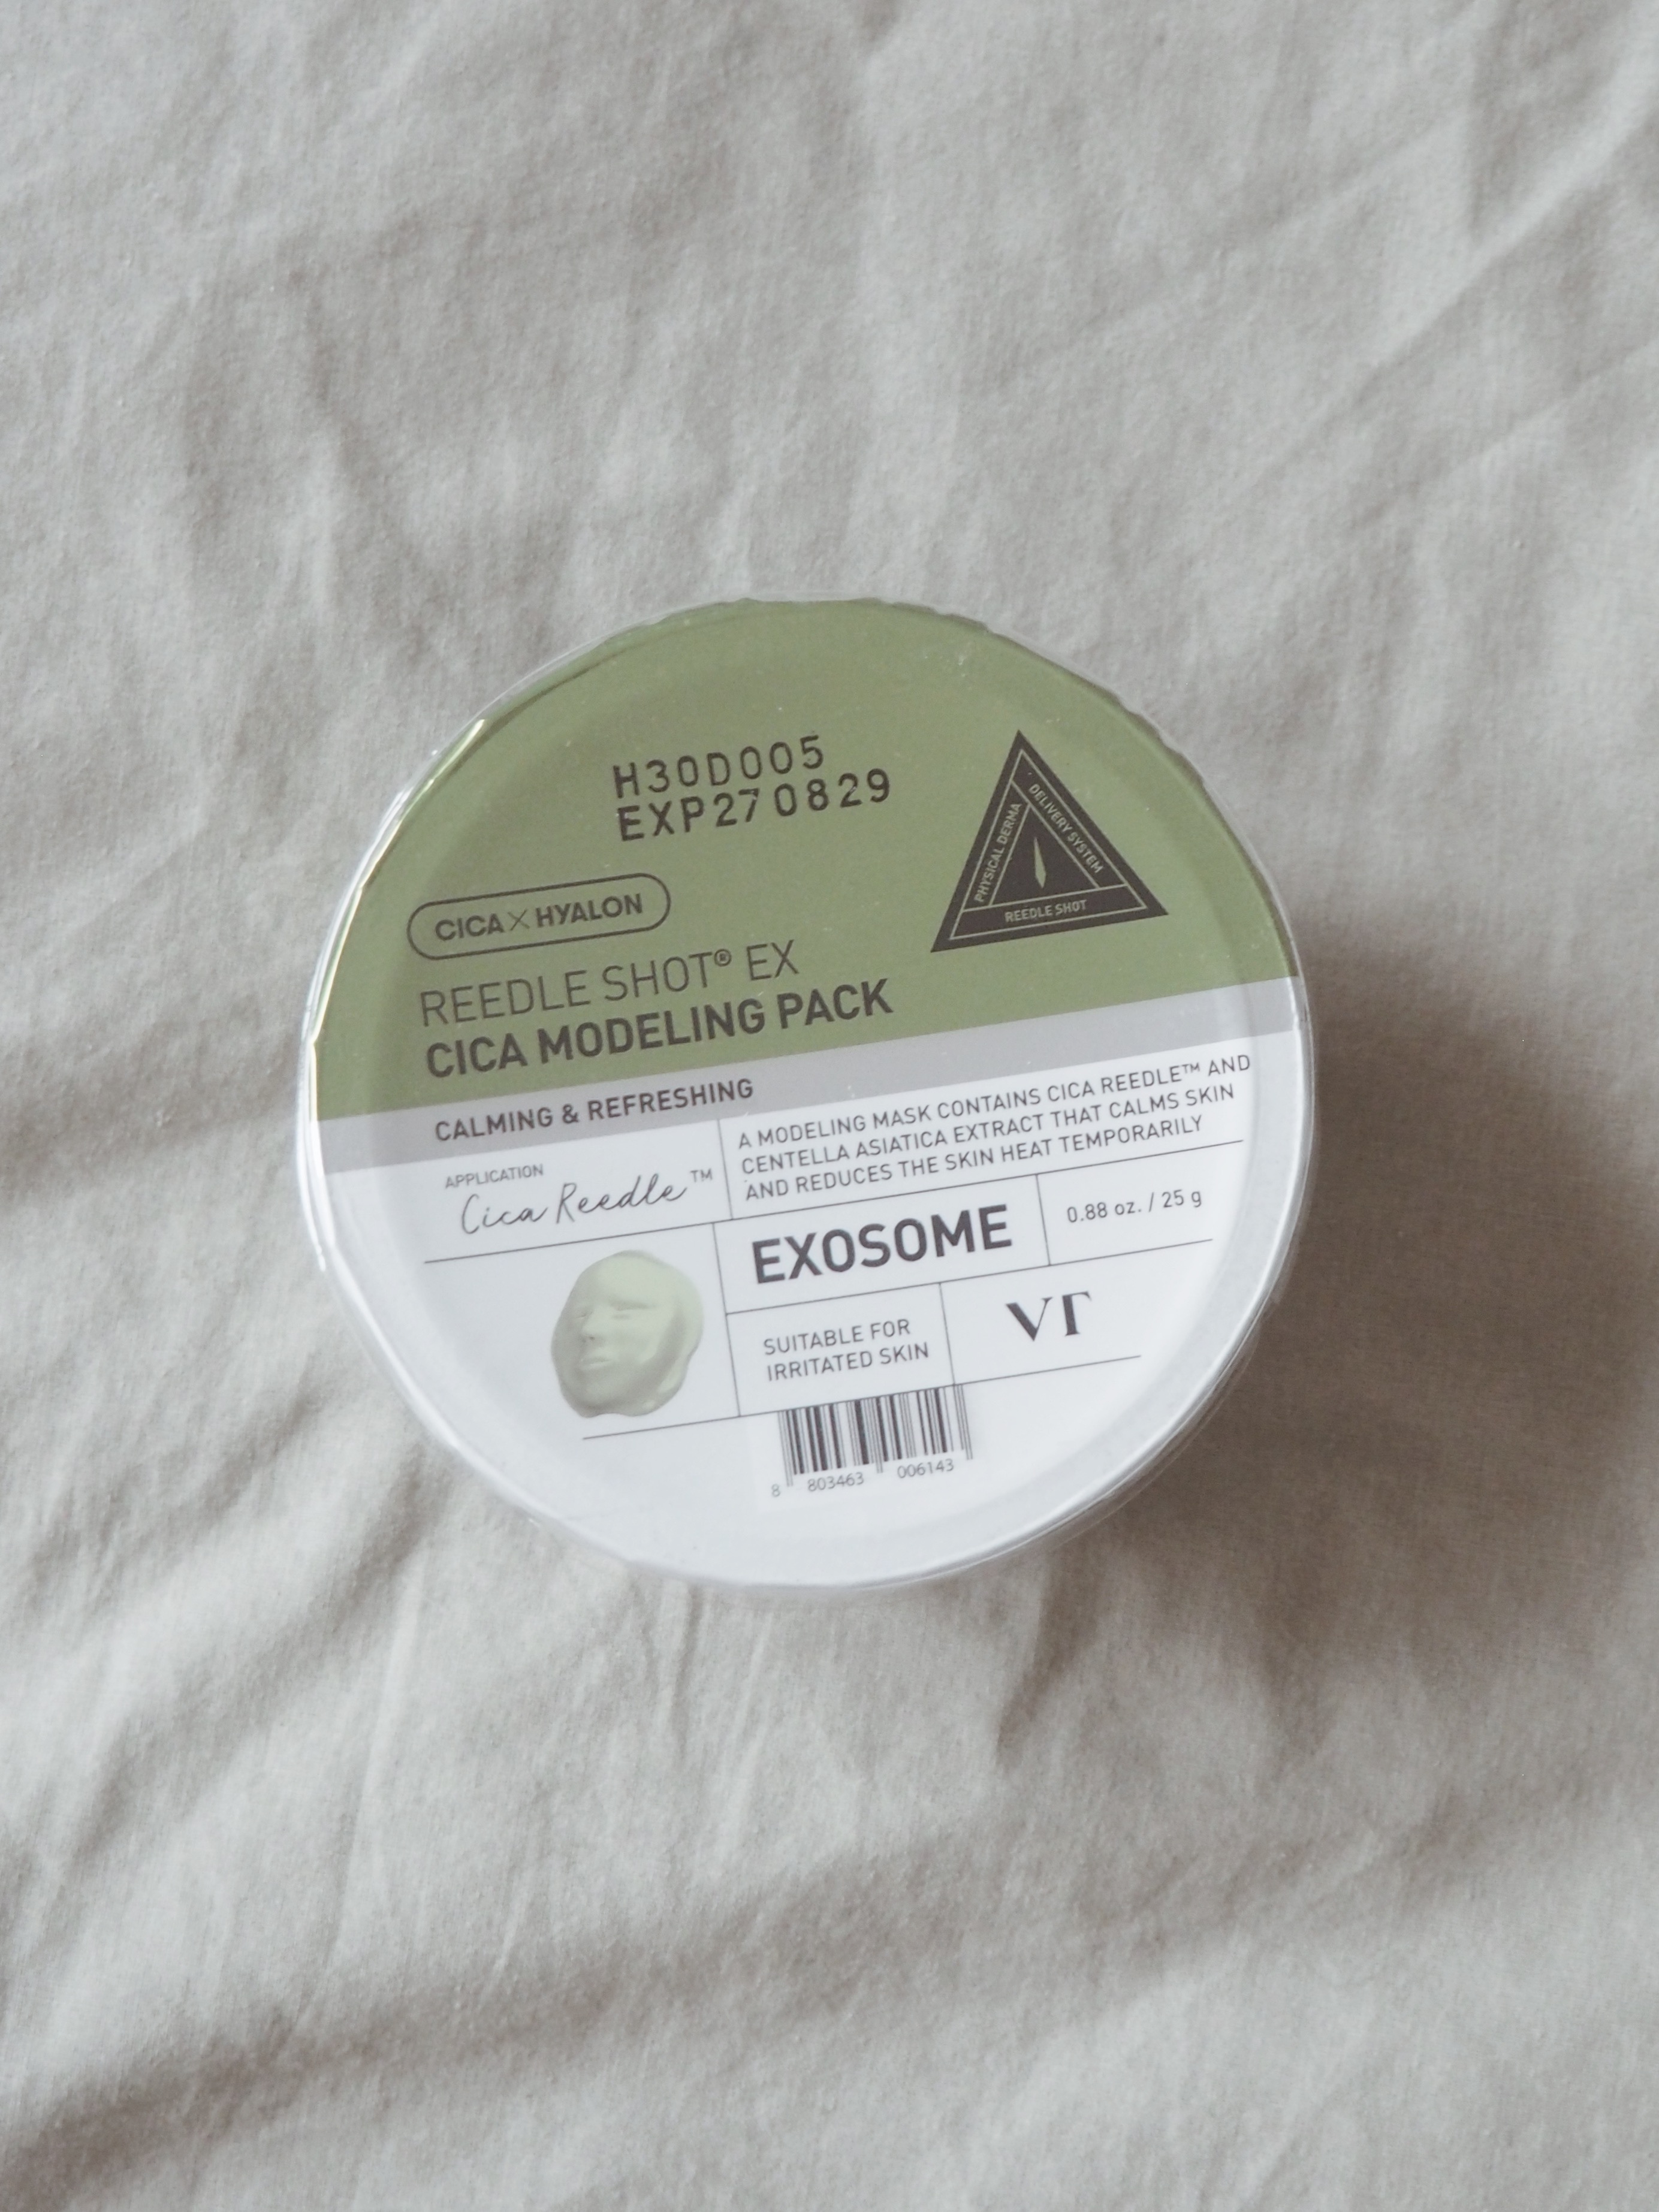 H30D005
EXP270829
PHYSICAL DERMA
DELIVERY SYSTEM
REEDLE SHOT
CICA X HYALON
REEDLE SHOT® EX
CICA MODELING PACK
CALMING & REFRESHING
APPLICATION
Cica Reedle™
A MODELING MASK CONTAINS CICA REEDLE™ AND
CENTELLA ASIATICA EXTRACT THAT CALMS SKIN
AND REDUCES THE SKIN HEAT TEMPORARILY
EXOSOME
0.88 oz. / 25 g
SUITABLE FOR
IRRITATED SKIN
VT
8 803463 006143